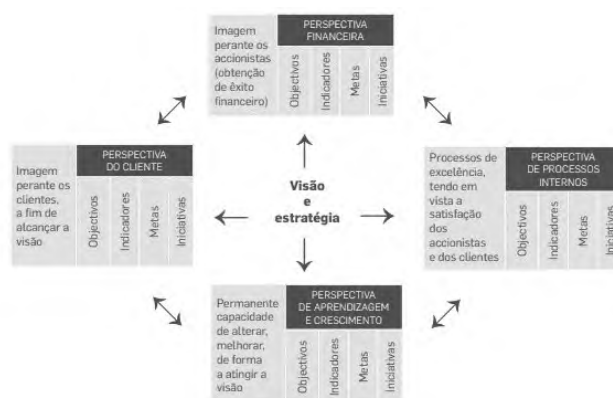 Imagem
perante os
accionistas
(obtenção
de êxito
financeiro)
PERSPECTIVA
FINANCEIRA
Objectivos
Indicadores
Metas
Iniciativas
Imagem
perante os
clientes,
a fim de
alcançar a
visão
PERSPECTIVA
DO CLIENTE
Objectivos
Indicadores
Metas
Iniciativas
Visão
e
estratégia
Processos de
excelência,
tendo em
vista a
satisfação
dos
accionistas
e dos clientes
PERSPECTIVA
DE PROCESSOS
INTERNOS
Objectivos
Indicadores
Metas
Iniciativas
Permanente
capacidade
de alterar,
melhorar,
de forma
a atingir a
visão
PERSPECTIVA
DE APRENDIZAGEM
E CRESCIMENTO
Objectivos
Indicadores
Metas
Iniciativas